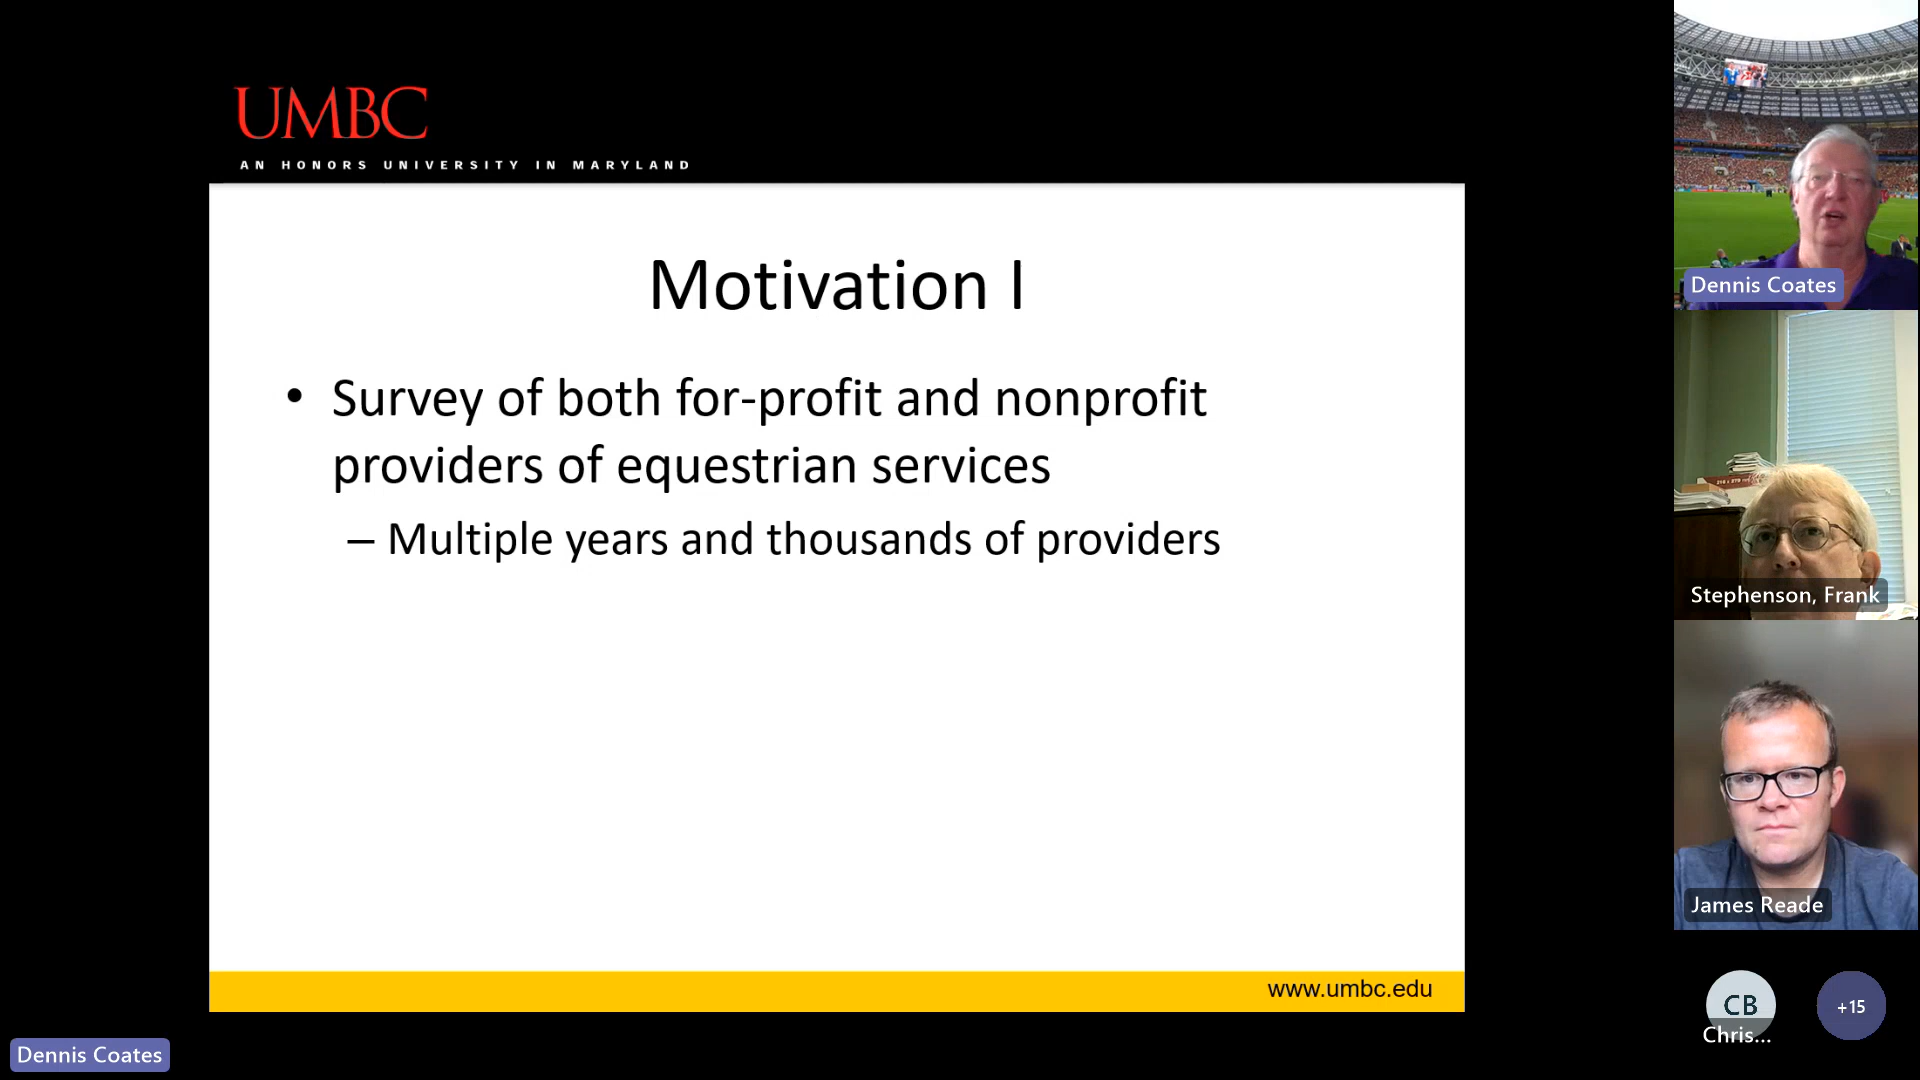 UMBC
AN HONORS UNIVERSITY IN MARYLAND
Motivation I
• Survey of both for-profit and nonprofit
providers of equestrian services
– Multiple years and thousands of providers
www.umbc.edu
Dennis Coates
Dennis Coates
Stephenson, Frank
James Reade
CB
Chris...
+15